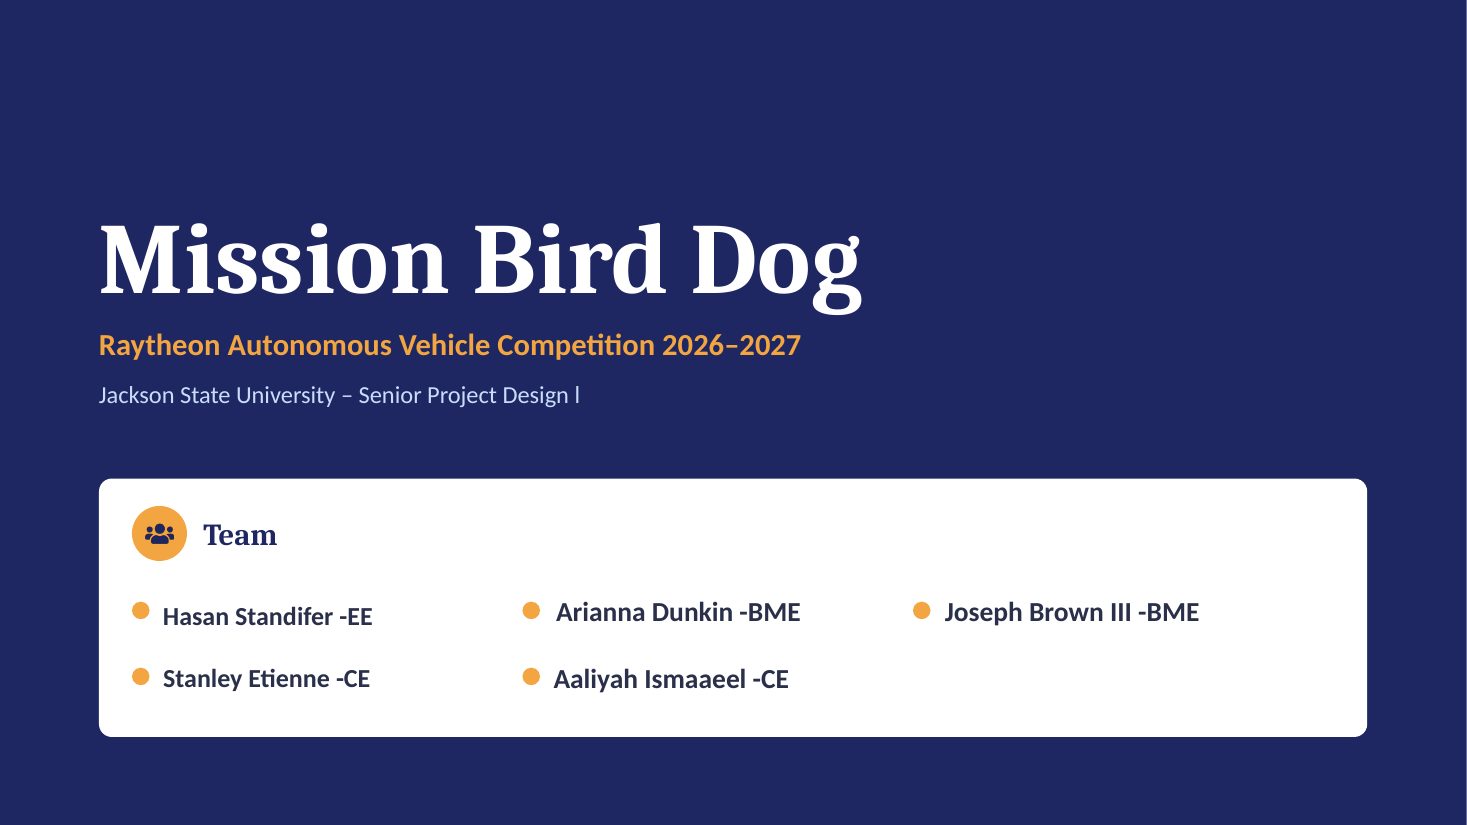 Mission Bird Dog
Raytheon Autonomous Vehicle Competition 2026–2027
Jackson State University – Senior Project Design l
Team
Hasan Standifer -EE
Arianna Dunkin -BME
Joseph Brown III -BME
Stanley Etienne -CE
Aaliyah Ismaaeel -CE